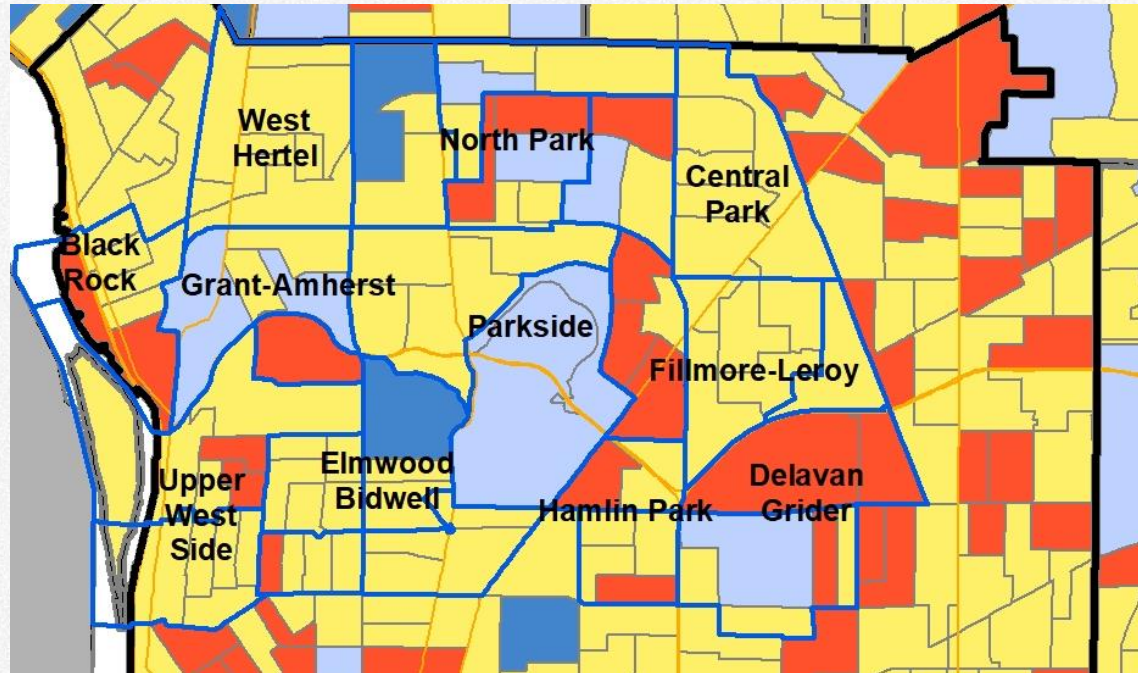 West
Hertel
North Park
Central
Park
Black
Rock
Grant-Amherst
Parkside
Fillmore-Leroy
Upper
West
Side
Elmwood
Bidwell
Hamlin Park
Delavan
Grider